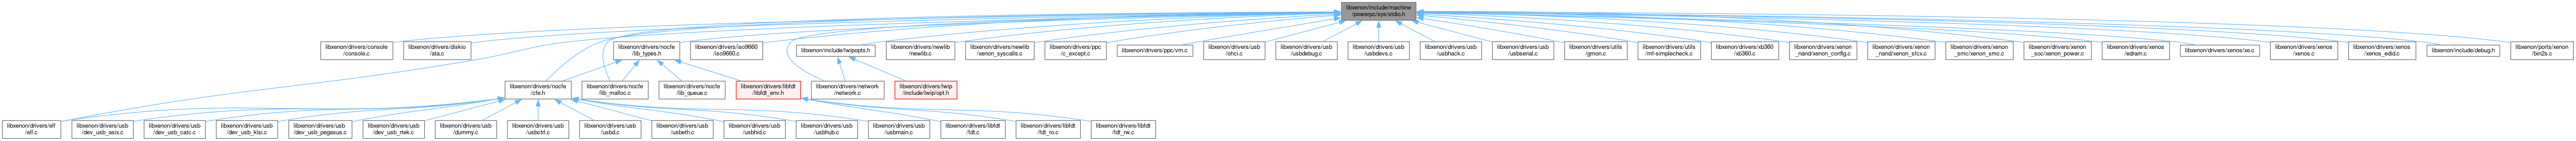 libxenon/include/machine
/powerpc/sys/stdio.h
libxenon/drivers/console
/console.c
libxenon/drivers/diskio
/ata.c
libxenon/drivers/nocfe
/lib_types.h
libxenon/drivers/iso9660
/iso9660.c
libxenon/include/lwipopts.h
libxenon/drivers/newlib
/newlib.c
libxenon/drivers/newlib
/xenon_syscalls.c
libxenon/drivers/ppc
/c_except.c
libxenon/drivers/ppc/vm.c
libxenon/drivers/usb
/ohci.c
libxenon/drivers/usb
/usbdebug.c
libxenon/drivers/usb
/usbdevs.c
libxenon/drivers/usb
/usbhack.c
libxenon/drivers/usb
/usbserial.c
libxenon/drivers/utils
/gmon.c
libxenon/drivers/utils
/mf-simplecheck.c
libxenon/drivers/xb360
/xb360.c
libxenon/drivers/xenon
_nand/xenon_config.c
libxenon/drivers/xenon
_nand/xenon_sfcx.c
libxenon/drivers/xenon
_smc/xenon_smc.c
libxenon/drivers/xenon
_soc/xenon_power.c
libxenon/drivers/xenos
/edram.c
libxenon/drivers/xenos/xe.c
libxenon/drivers/xenos
/xenos.c
libxenon/drivers/xenos
/xenos_edid.c
libxenon/include/debug.h
libxenon/ports/xenon
/bin2s.c
libxenon/drivers/nocfe
/cfe.h
libxenon/drivers/nocfe
/lib_malloc.c
libxenon/drivers/nocfe
/lib_queue.c
libxenon/drivers/libfdt
/libfdt_env.h
libxenon/drivers/network
/network.c
libxenon/drivers/lwip
/include/lwip/opt.h
libxenon/drivers/elf
/elf.c
libxenon/drivers/usb
/dev_usb_asix.c
libxenon/drivers/usb
/dev_usb_catc.c
libxenon/drivers/usb
/dev_usb_klsi.c
libxenon/drivers/usb
/dev_usb_pegasus.c
libxenon/drivers/usb
/dev_usb_rtek.c
libxenon/drivers/usb
/dummy.c
libxenon/drivers/usb
/usbctrl.c
libxenon/drivers/usb
/usbd.c
libxenon/drivers/usb
/usbeth.c
libxenon/drivers/usb
/usbhid.c
libxenon/drivers/usb
/usbhub.c
libxenon/drivers/usb
/usbmain.c
libxenon/drivers/libfdt
/fdt.c
libxenon/drivers/libfdt
/fdt_ro.c
libxenon/drivers/libfdt
/fdt_rw.c